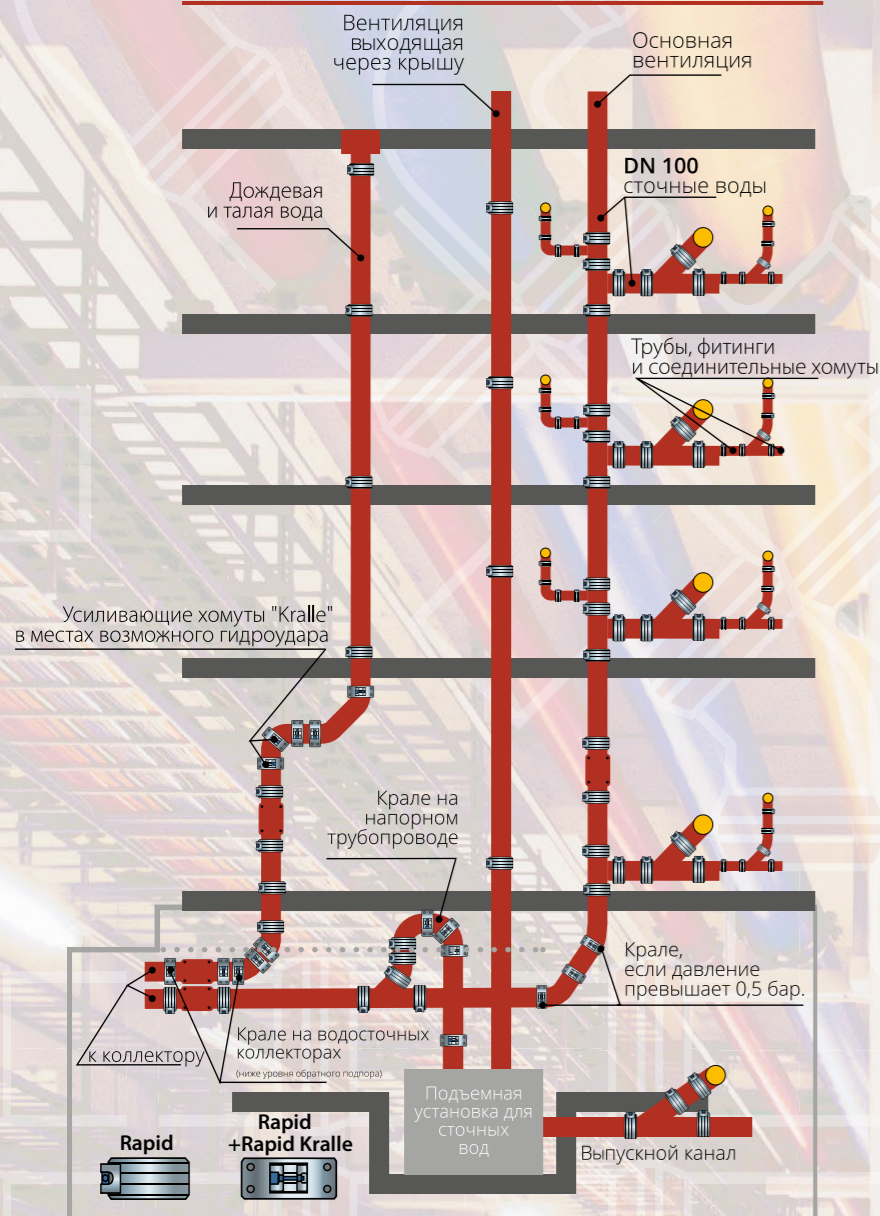 Вентиляция
выходящая
через крышу
Основная
вентиляция
DN 100
сточные воды
Дождевая
и талая вода
Трубы, фитинги
и соединительные хомуты
Усиливающие хомуты "Kralle"
в местах возможного гидроудара
Крале на
напорном
трубопроводе
Крале,
если давление
превышает 0,5 бар.
Крале на водосточных
коллекторах
(ниже уровня обратного подпора)
к коллектору
Подъемная
установка для
сточных
вод
Выпускной канал
Rapid
Rapid
+Rapid Kralle